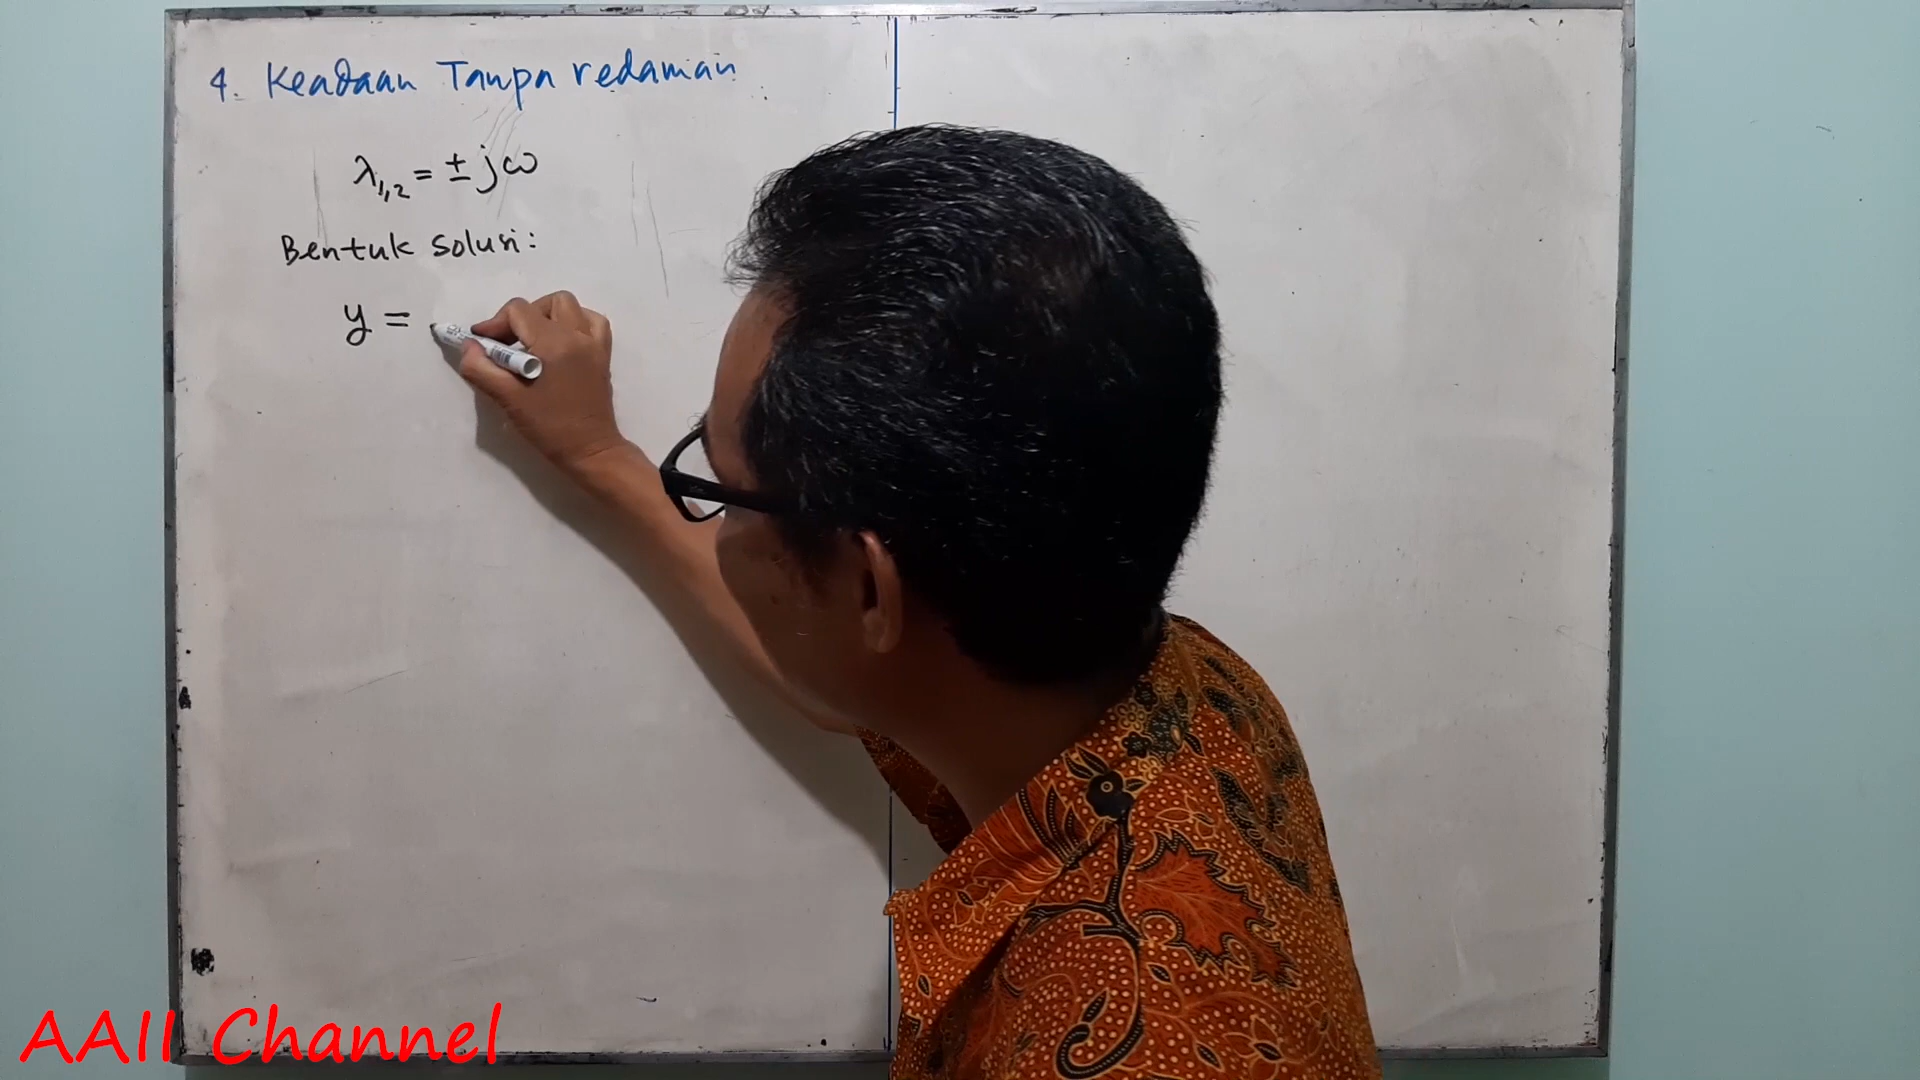 4. Keadaan Tanpa redaman
λ1,2 = ± jω
Bentuk solusi:
y =
AAII Channel